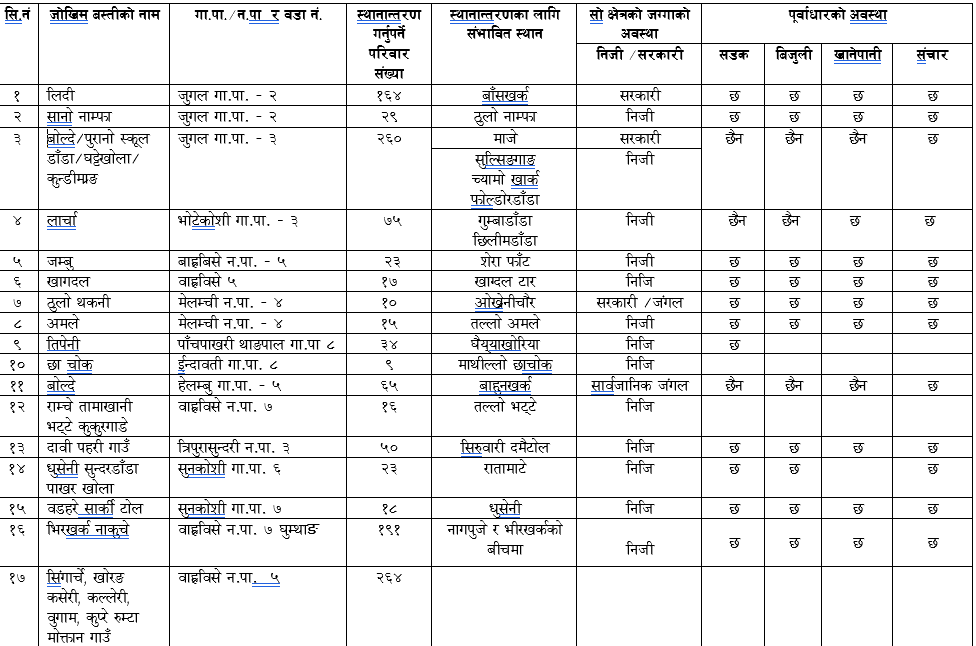 सि.नं जोखिम बस्तीको नाम गा.पा./न.पा र वडा नं. स्थानान्तरण गर्नुपर्ने परिवार संख्या स्थानान्तरणका लागि संभावित स्थान सो क्षेत्रको जग्गाको अवस्था पूर्वाधारको अवस्था
निजी /सरकारी सडक बिजुली खानेपानी संचार
१ लिदी जुगल गा.पा. - २ १६४ बाँसखर्क सरकारी छ छ छ छ
२ सानो नाम्पत्र जुगल गा.पा. - २ २९ ठुलो नाम्पत्र निजी छ छ छ छ
३ बोल्दे/पुरानो स्कूल जुगल गा.पा. - ३ २६० माजे सरकारी छैन छैन छैन छ
डाँडा/घट्टेखोला/ सुल्सिङगाङ निजी
कुन्डीमाङ च्यामो खार्क
फोल्डोरडाँडा
४ लार्चा भोटेकोशी गा.पा. - ३ ७५ गुम्बाडाँडा निजी छैन छैन छ छ
छिलीमडाँडा
५ जम्बु बाह्रबिसे न.पा. - ५ २३ शेरा फाँट निजी छ छ छ छ
६ खागदल वाह्रविसे ५ १७ खाग्दल टार निजि छ छ छ छ
७ ठुलो थकनी मेलम्ची न.पा. - ४ १० ओखेनीचौर सरकारी /जंगल छ छ छ छ
८ अमले मेलम्ची न.पा. - ४ १५ तल्लो अमले निजी छ छ छ छ
९ तिपेनी पाँचपाखरी थाङपाल गा.पा ८ ३४ घैय्याखोरिया निजि छ
१० छा चोक ईन्दावती गा.पा. ८ ९ माथील्लो छाचोक निजि
११ बोल्दे हेलम्बु गा.पा. - ५ ६५ बाहुनखर्क सार्वजानिक जंगल छैन छैन छैन छ
१२ राम्चे तामाखानी वाह्रविसे न.पा. ७ १६ तल्लो भट्टे निजि
भट्टे कुकुरगाडे
१३ दावी पहरी गाउँ त्रिपुरासुन्दरी न.पा. ३ ५० सिरुवारी दमैटोल निजि छ छ छ छ
१४ धुसेनी सुन्दरडाँडा सुनकोशी गा.पा. ६ २३ रातामाटे निजि छ छ छ छ
पाखर खोला
१५ वडहरे सार्की टोल सुनकोशी गा.पा. ७ १८ धुसेनी निजि छ छ छ छ
१६ भिरखर्क नाकुचे वाह्रविसे न.पा. ७ घुम्थाङ १९१ नागपुजे र भीरखर्कको
बीचमा निजी छ छ छ छ
१७ सिंगार्चे, खोरङ वाह्रविसे न.पा. ५ २६४
कसेरी, कल्लेरी,
वुगाम, कुप्रे रुम्टा
मोक्तान गाउँ